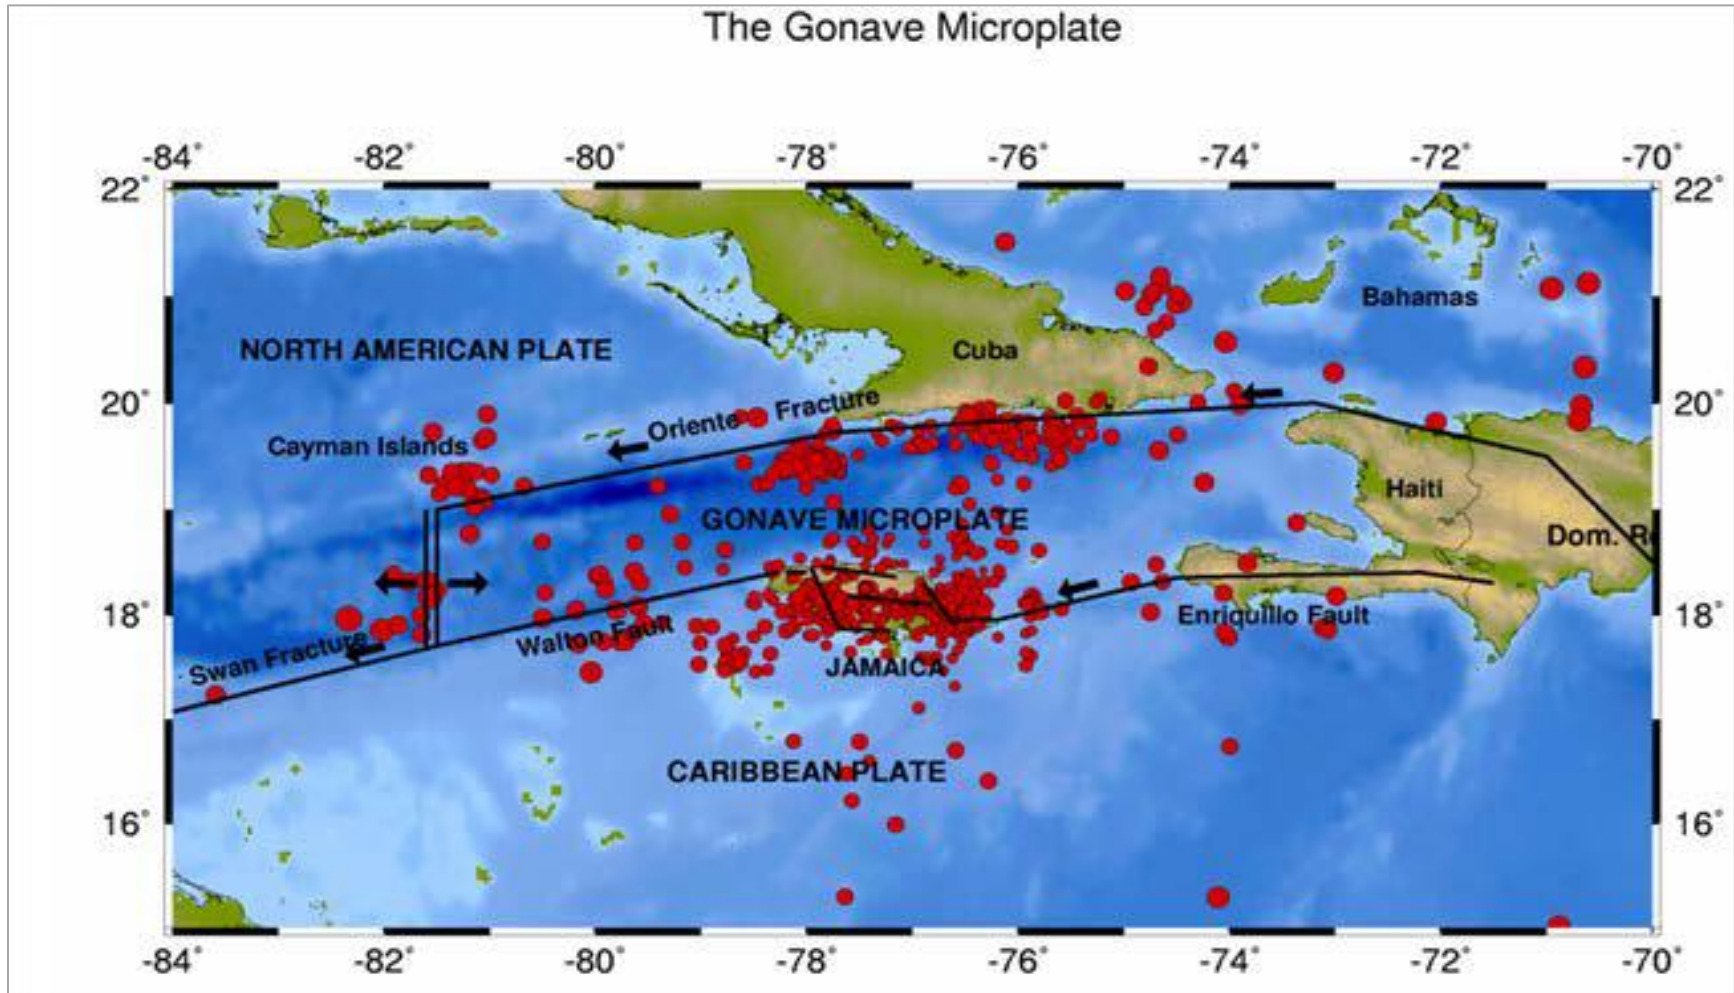 The Gonave Microplate
-84° -82° -80° -78° -76° -74° -72° -70°
22° 22°
Bahamas
NORTH AMERICAN PLATE
Cuba
20° 20°
Oriente Fracture
Cayman Islands
Haiti
GONAVE MICROPLATE
Dom. R
18° 18°
Enriquillo Fault
Walton Fault
Swan Fracture
JAMAICA
CARIBBEAN PLATE
16° 16°
-84° -82° -80° -78° -76° -74° -72° -70°